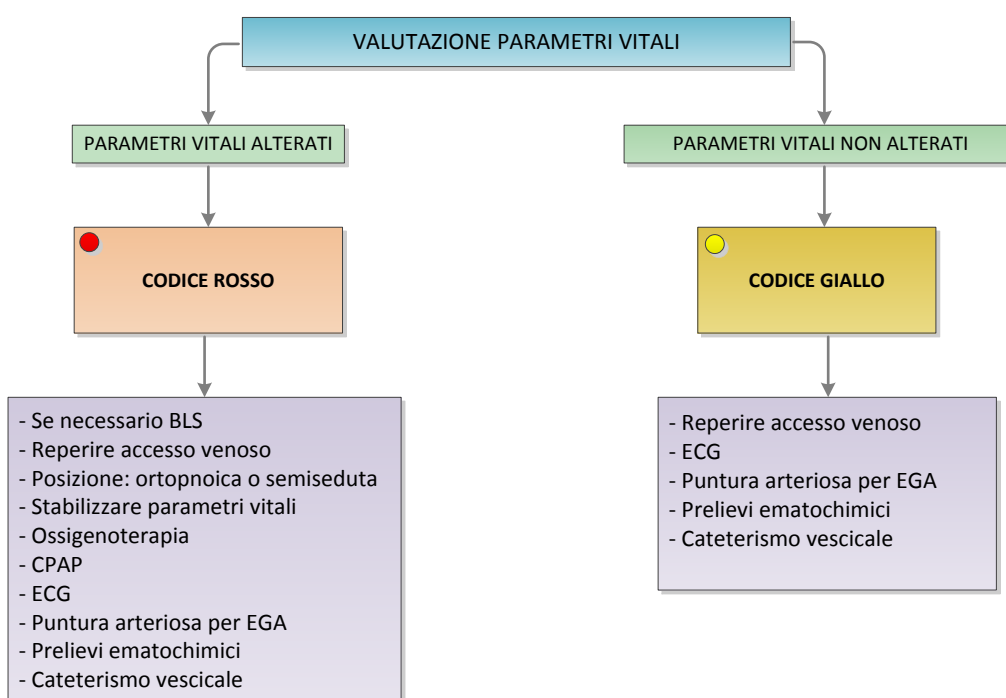 VALUTAZIONE PARAMETRI VITALI
PARAMETRI VITALI ALTERATI
PARAMETRI VITALI NON ALTERATI
CODICE ROSSO
CODICE GIALLO
- Se necessario BLS
- Reperire accesso venoso
- Posizione: ortopnoica o semiseduta
- Stabilizzare parametri vitali
- Ossigenoterapia
- CPAP
- ECG
- Puntura arteriosa per EGA
- Prelievi ematochimici
- Cateterismo vescicale
- Reperire accesso venoso
- ECG
- Puntura arteriosa per EGA
- Prelievi ematochimici
- Cateterismo vescicale